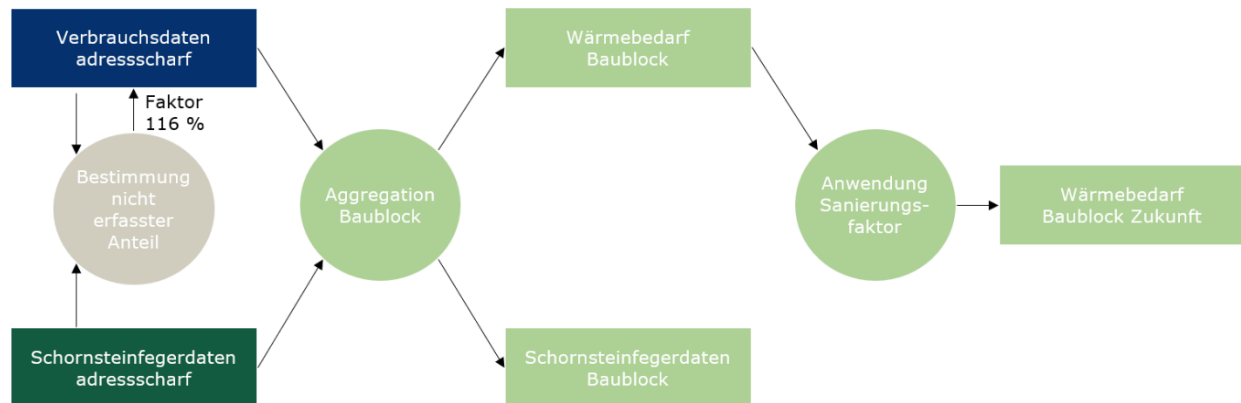 Verbrauchsdaten
adressscharf
Faktor
116 %
Bestimmung
nicht
erfasster
Anteil
Schornsteinfegerdaten
adressscharf
Aggregation
Baublock
Wärmebedarf
Baublock
Schornsteinfegerdaten
Baublock
Anwendung
Sanierungs-
faktor
Wärmebedarf
Baublock Zukunft